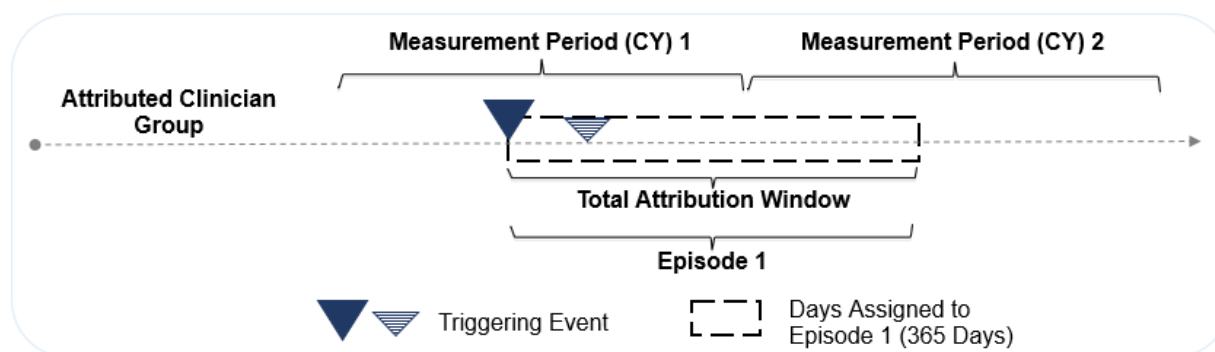 Measurement Period (CY) 1
Measurement Period (CY) 2
Attributed Clinician
Group
Total Attribution Window
Episode 1
Triggering Event
Days Assigned to
Episode 1 (365 Days)